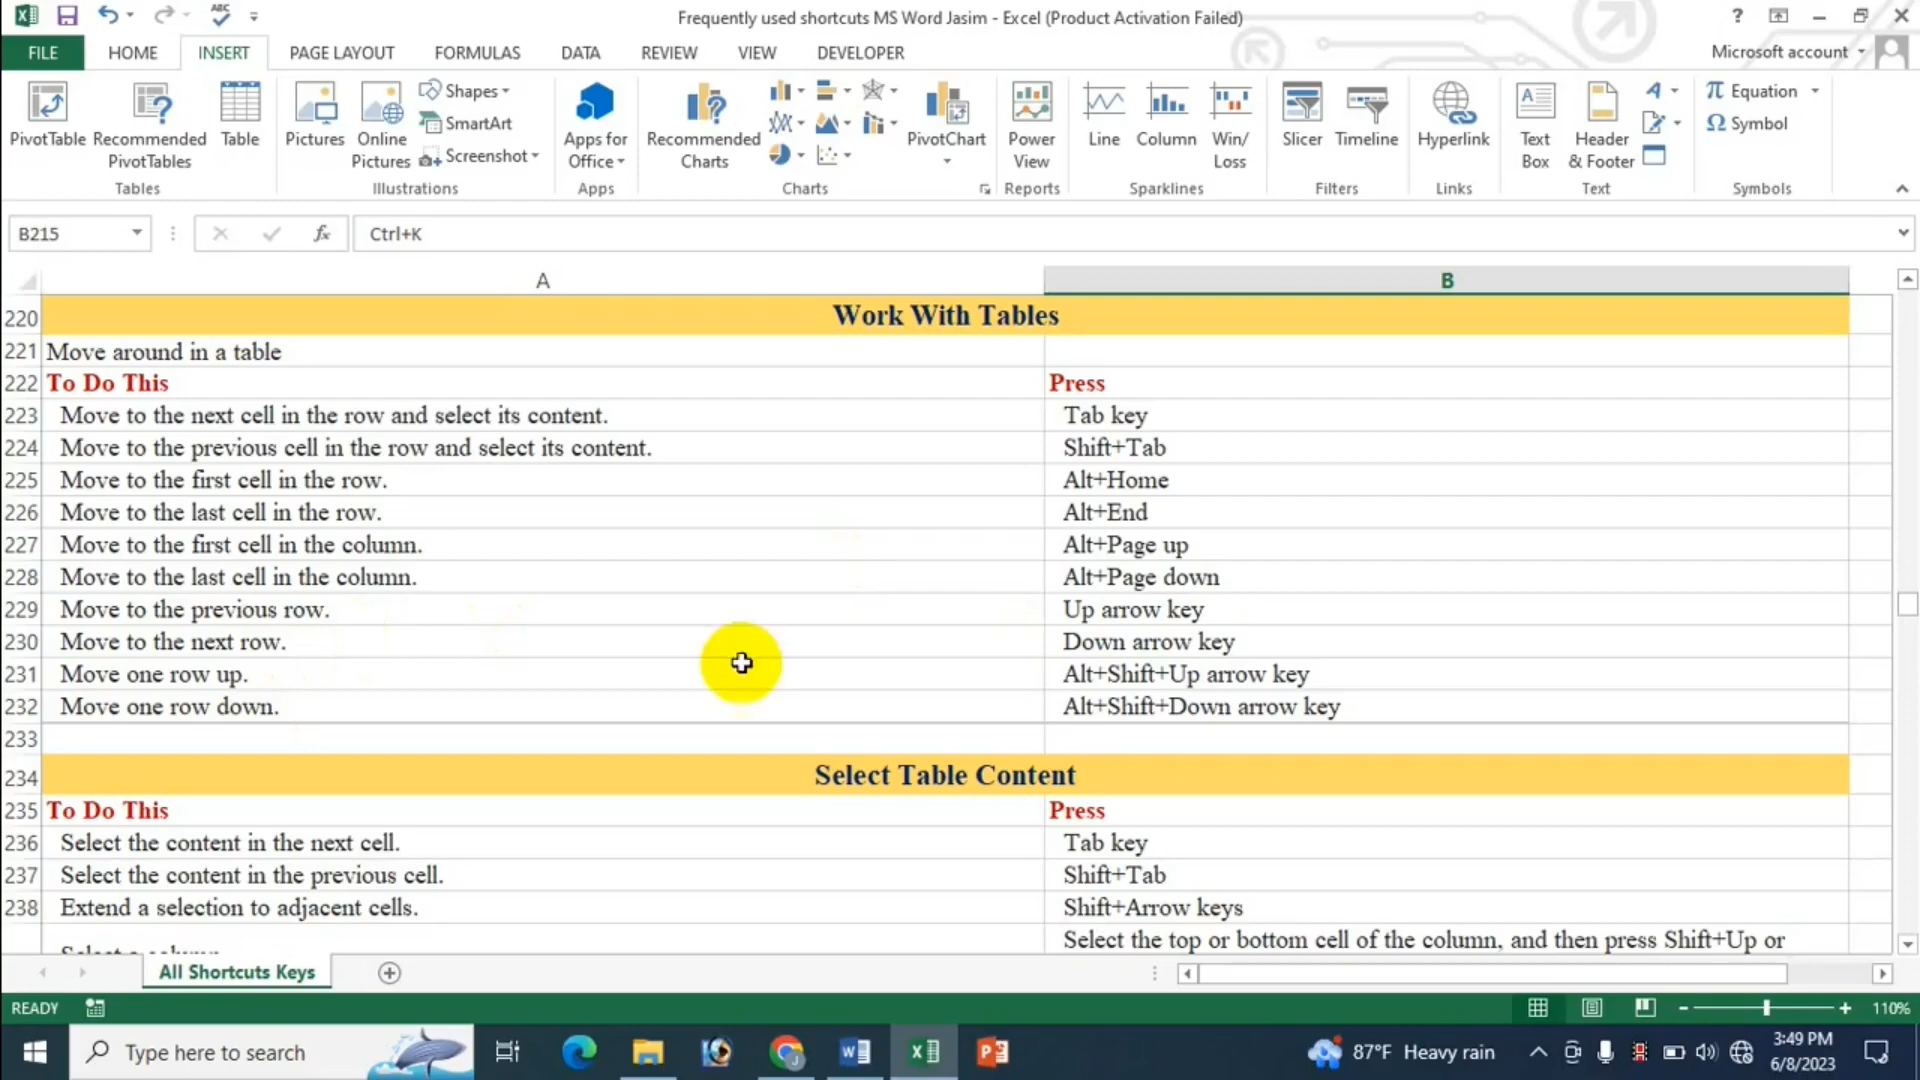 Frequently used shortcuts MS Word Jasim - Excel (Product Activation Failed)
FILE HOME INSERT PAGE LAYOUT FORMULAS DATA REVIEW VIEW DEVELOPER Microsoft account
PivotTable Recommended PivotTables Table
Pictures Online Pictures Shapes SmartArt Screenshot
Apps for Office
Recommended Charts PivotChart
Power View
Line Column Win/Loss
Slicer Timeline
Hyperlink
Text Box Header & Footer
Equation Symbol
Tables Illustrations Apps Charts Reports Sparklines Filters Links Text Symbols
B215 fx Ctrl+K
A B
220 Work With Tables
221 Move around in a table
222 To Do This Press
223 Move to the next cell in the row and select its content. Tab key
224 Move to the previous cell in the row and select its content. Shift+Tab
225 Move to the first cell in the row. Alt+Home
226 Move to the last cell in the row. Alt+End
227 Move to the first cell in the column. Alt+Page up
228 Move to the last cell in the column. Alt+Page down
229 Move to the previous row. Up arrow key
230 Move to the next row. Down arrow key
231 Move one row up. Alt+Shift+Up arrow key
232 Move one row down. Alt+Shift+Down arrow key
233
234 Select Table Content
235 To Do This Press
236 Select the content in the next cell. Tab key
237 Select the content in the previous cell. Shift+Tab
238 Extend a selection to adjacent cells. Shift+Arrow keys
Select the top or bottom cell of the column, and then press Shift+Up or
All Shortcuts Keys
READY 110%
Type here to search 87°F Heavy rain 3:49 PM
6/8/2023